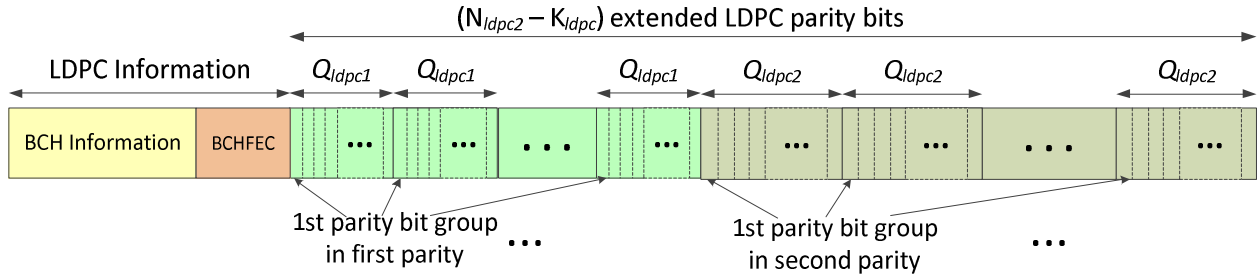 (Nldpc2 – Kldpc) extended LDPC parity bits
LDPC Information
Qldpc1
Qldpc1
Qldpc1
Qldpc2
Qldpc2
Qldpc2
BCH Information
BCHFEC
...
...
...
...
...
...
...
...
1st parity bit group
in first parity
...
1st parity bit group
in second parity
...